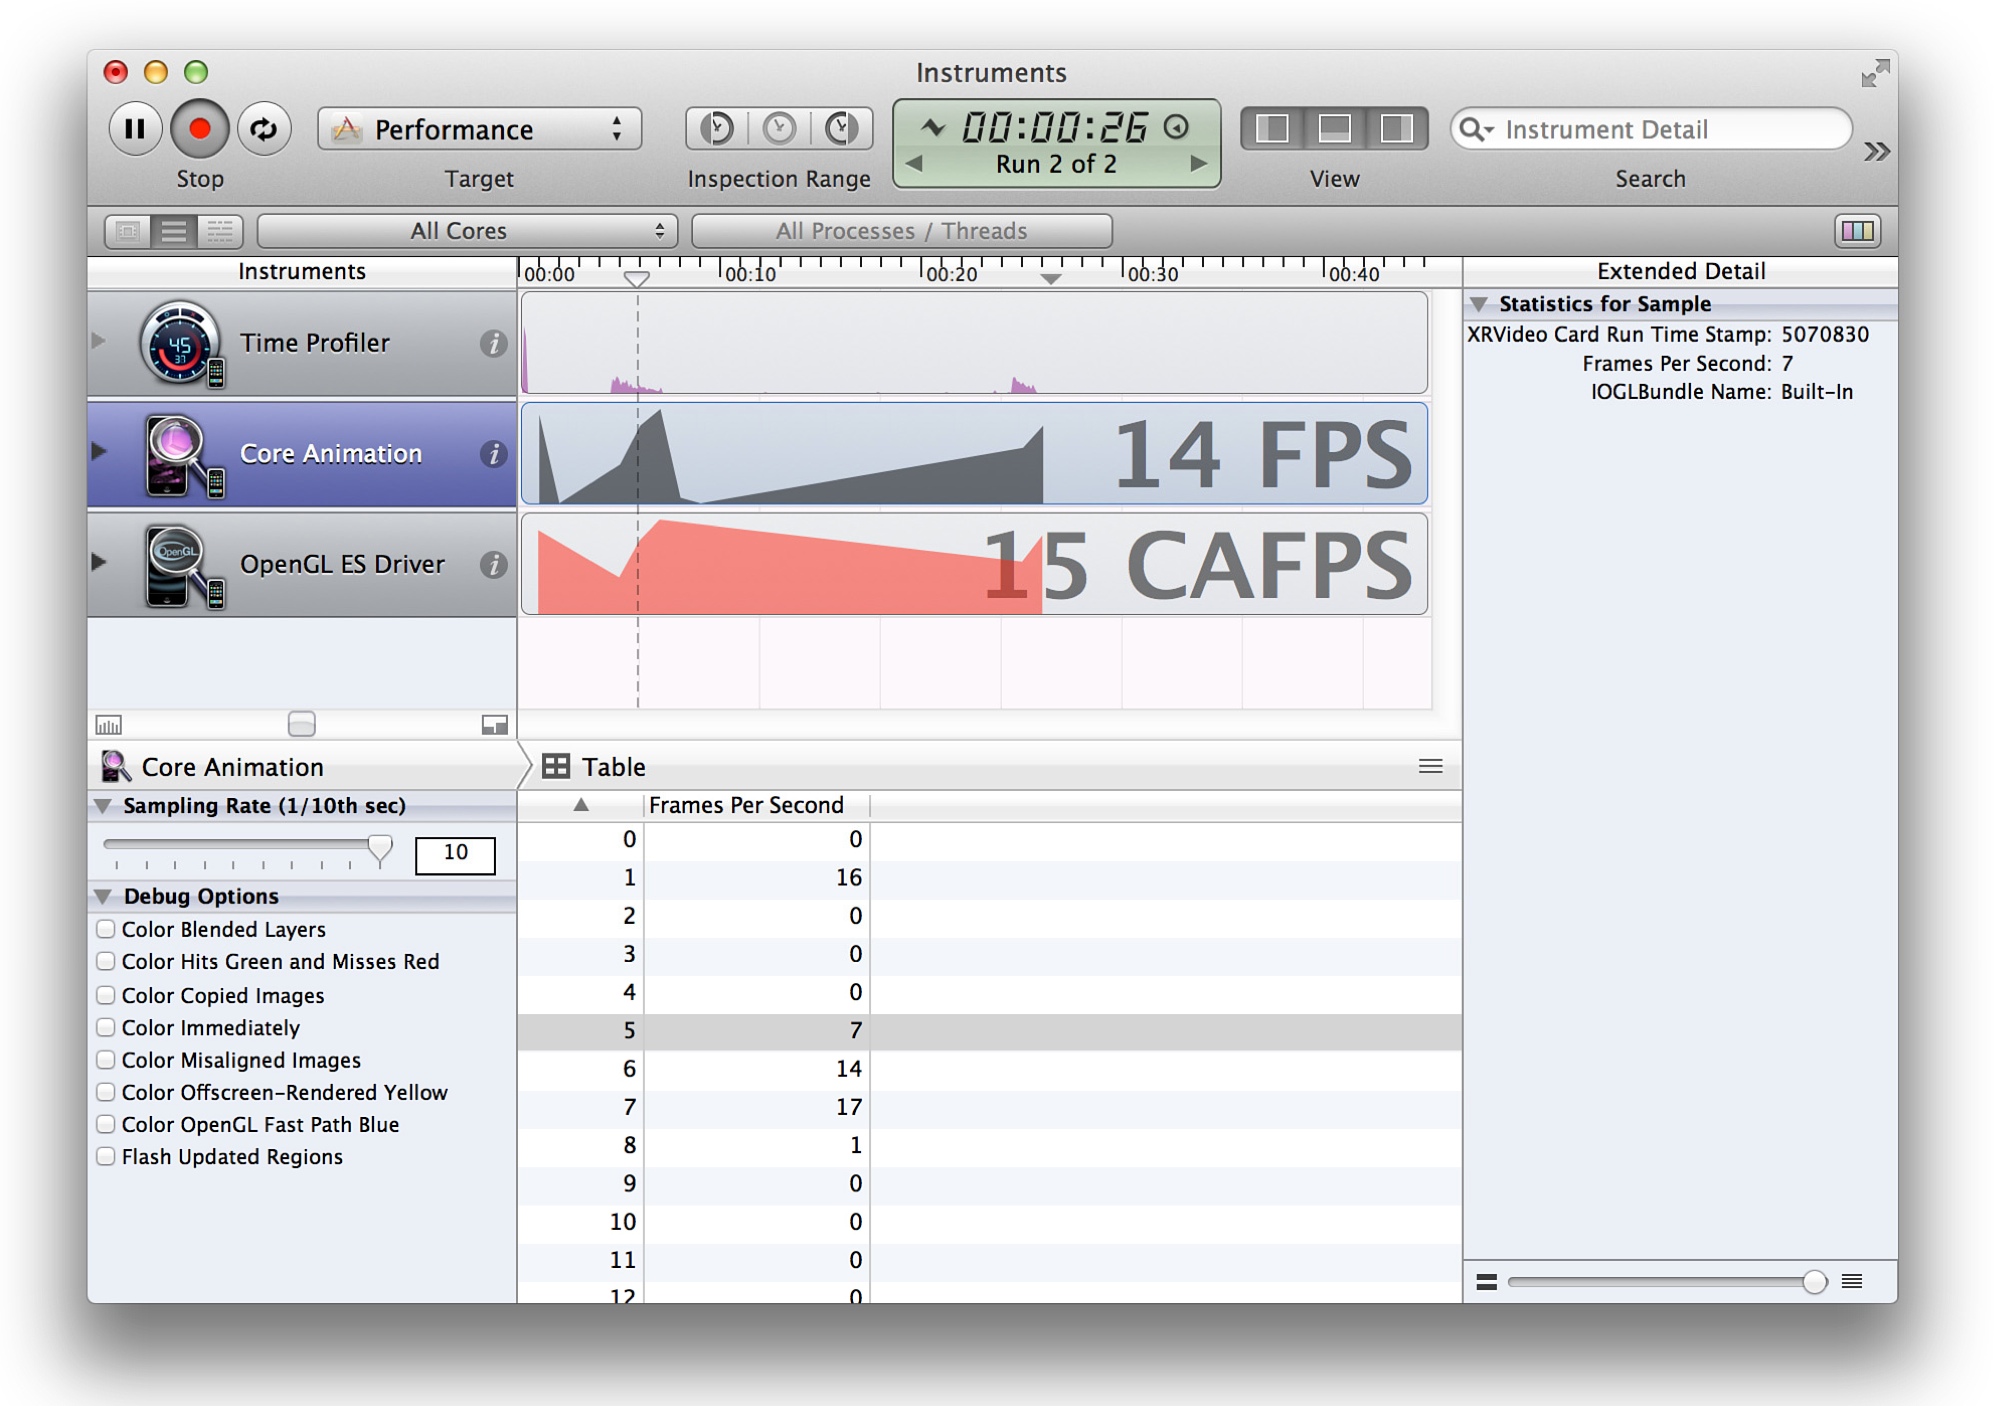 Instruments
Performance
00:00:26
Run 2 of 2
Instrument Detail
Stop
Target
Inspection Range
View
Search
All Cores
All Processes / Threads
Instruments
00:00
00:10
00:20
00:30
00:40
Extended Detail
Statistics for Sample
XRVideo Card Run Time Stamp: 5070830
Frames Per Second: 7
IOGLBundle Name: Built-In
45
37
Time Profiler
Core Animation
14 FPS
OpenGL
OpenGL ES Driver
15 CAFPS
Core Animation
Table
Sampling Rate (1/10th sec)
10
Debug Options
Color Blended Layers
Color Hits Green and Misses Red
Color Copied Images
Color Immediately
Color Misaligned Images
Color Offscreen-Rendered Yellow
Color OpenGL Fast Path Blue
Flash Updated Regions
Frames Per Second
0 0
1 16
2 0
3 0
4 0
5 7
6 14
7 17
8 1
9 0
10 0
11 0
12 0